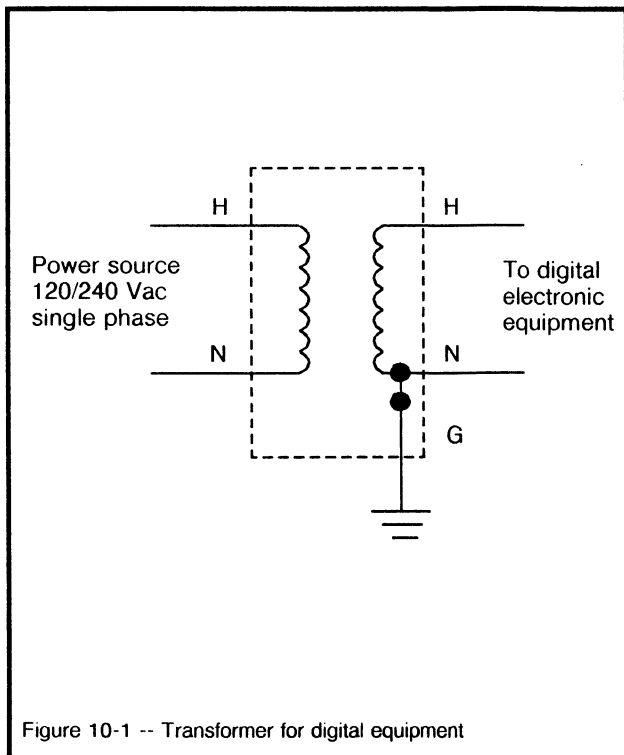 H
H
Power source
120/240 Vac
single phase
To digital
electronic
equipment
N
N
G
Figure 10-1 -- Transformer for digital equipment